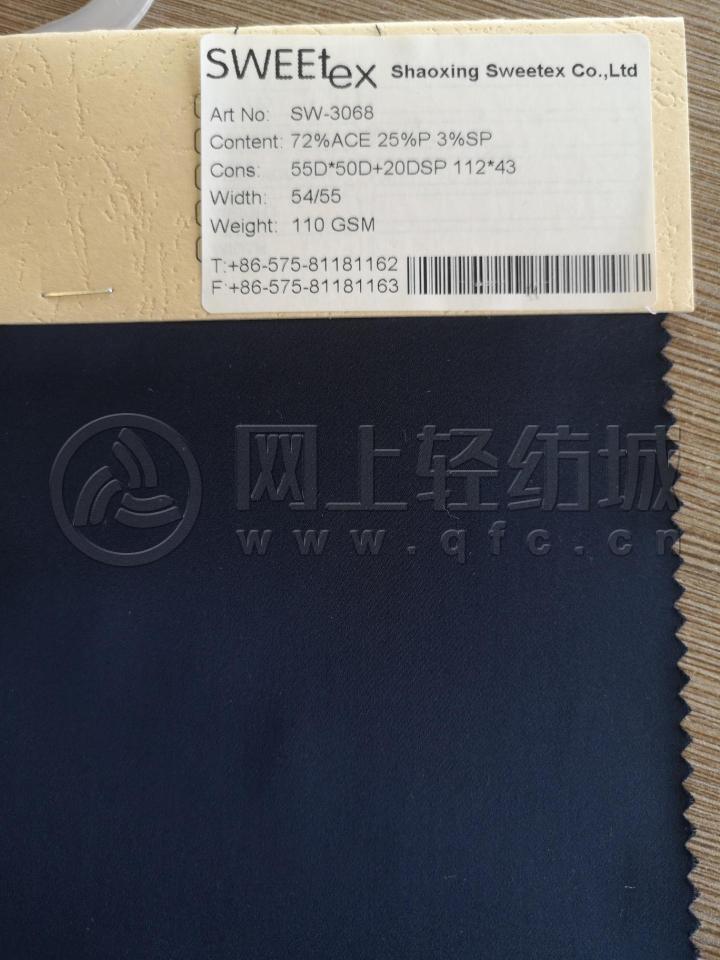 SWEEtex Shaoxing Sweetex Co.,Ltd
Art No: SW-3068
Content: 72%ACE 25%P 3%SP
Cons: 55D*50D+20DSP 112*43
Width: 54/55
Weight: 110 GSM
T:+86-575-81181162
F:+86-575-81181163
网上轻纺城
www.qfc.cn